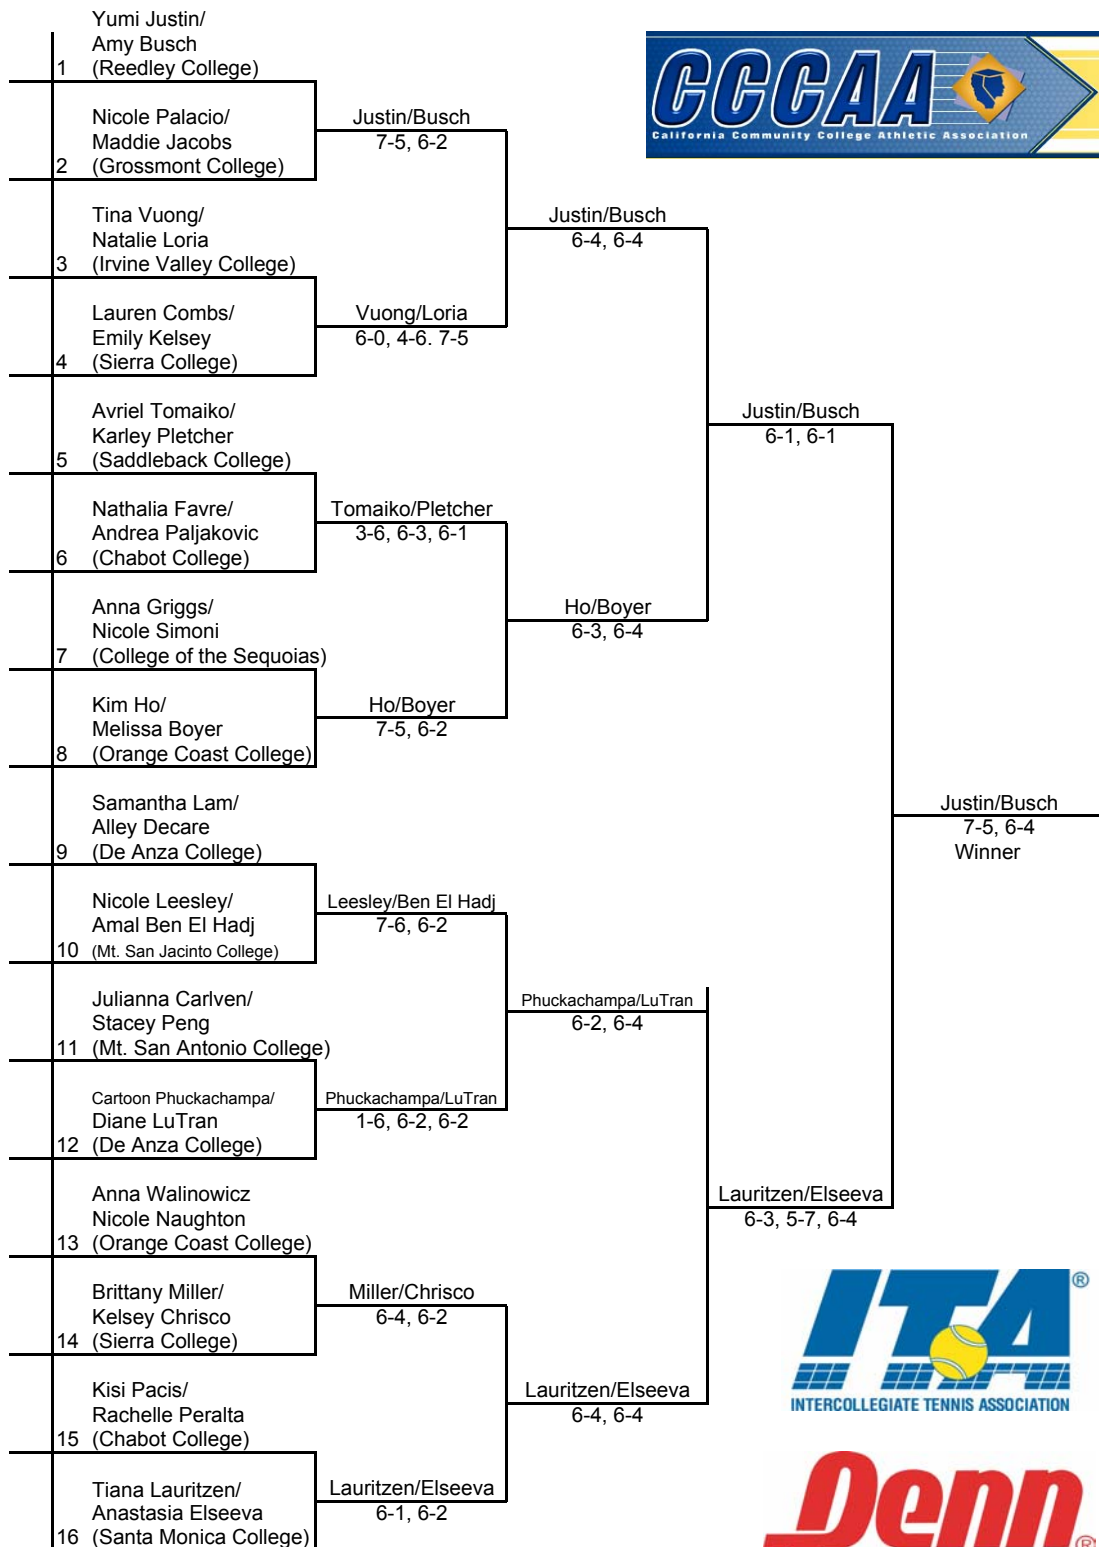 Yumi Justin/
Amy Busch
1 (Reedley College)
CCCAA
California Community College Athletic Association
Nicole Palacio/
Maddie Jacobs
2 (Grossmont College)
Justin/Busch
7-5, 6-2
Tina Vuong/
Natalie Loria
3 (Irvine Valley College)
Justin/Busch
6-4, 6-4
Lauren Combs/
Emily Kelsey
4 (Sierra College)
Vuong/Loria
6-0, 4-6. 7-5
Avriel Tomaiko/
Karley Pletcher
5 (Saddleback College)
Justin/Busch
6-1, 6-1
Nathalia Favre/
Andrea Paljakovic
6 (Chabot College)
Tomaiko/Pletcher
3-6, 6-3, 6-1
Anna Griggs/
Nicole Simoni
7 (College of the Sequoias)
Ho/Boyer
6-3, 6-4
Kim Ho/
Melissa Boyer
8 (Orange Coast College)
Ho/Boyer
7-5, 6-2
Samantha Lam/
Alley Decare
9 (De Anza College)
Justin/Busch
7-5, 6-4
Winner
Nicole Leesley/
Amal Ben El Hadj
10 (Mt. San Jacinto College)
Leesley/Ben El Hadj
7-6, 6-2
Julianna Carlven/
Stacey Peng
11 (Mt. San Antonio College)
Phuckachampa/LuTran
6-2, 6-4
Cartoon Phuckachampa/
Diane LuTran
12 (De Anza College)
Phuckachampa/LuTran
1-6, 6-2, 6-2
Anna Walinowicz
Nicole Naughton
13 (Orange Coast College)
Lauritzen/Elseeva
6-3, 5-7, 6-4
Brittany Miller/
Kelsey Chrisco
14 (Sierra College)
Miller/Chrisco
6-4, 6-2
ITA®
INTERCOLLEGIATE TENNIS ASSOCIATION
Kisi Pacis/
Rachelle Peralta
15 (Chabot College)
Lauritzen/Elseeva
6-4, 6-4
Tiana Lauritzen/
Anastasia Elseeva
16 (Santa Monica College)
Lauritzen/Elseeva
6-1, 6-2
Penn®